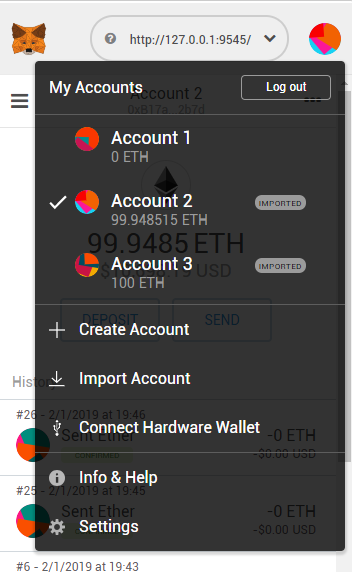 http://127.0.0.1:9545/
My Accounts
Log out
Account 2
0xB17a...2b7d
Account 1
0 ETH
Account 2
IMPORTED
99.948515 ETH
99.9485 ETH
Account 3
IMPORTED
USD
100 ETH
DEPOSIT
SEND
Create Account
Import Account
History
#26 - 2/1/2019 at 19:46
Connect Hardware Wallet
Sent Ether
-0 ETH
CONFIRMED
-$0.00 USD
Info & Help
#25 - 2/1/2019 at 19:45
Sent Ether
-0 ETH
-$0.00 USD
Settings
#6 - 2/1/2019 at 19:43